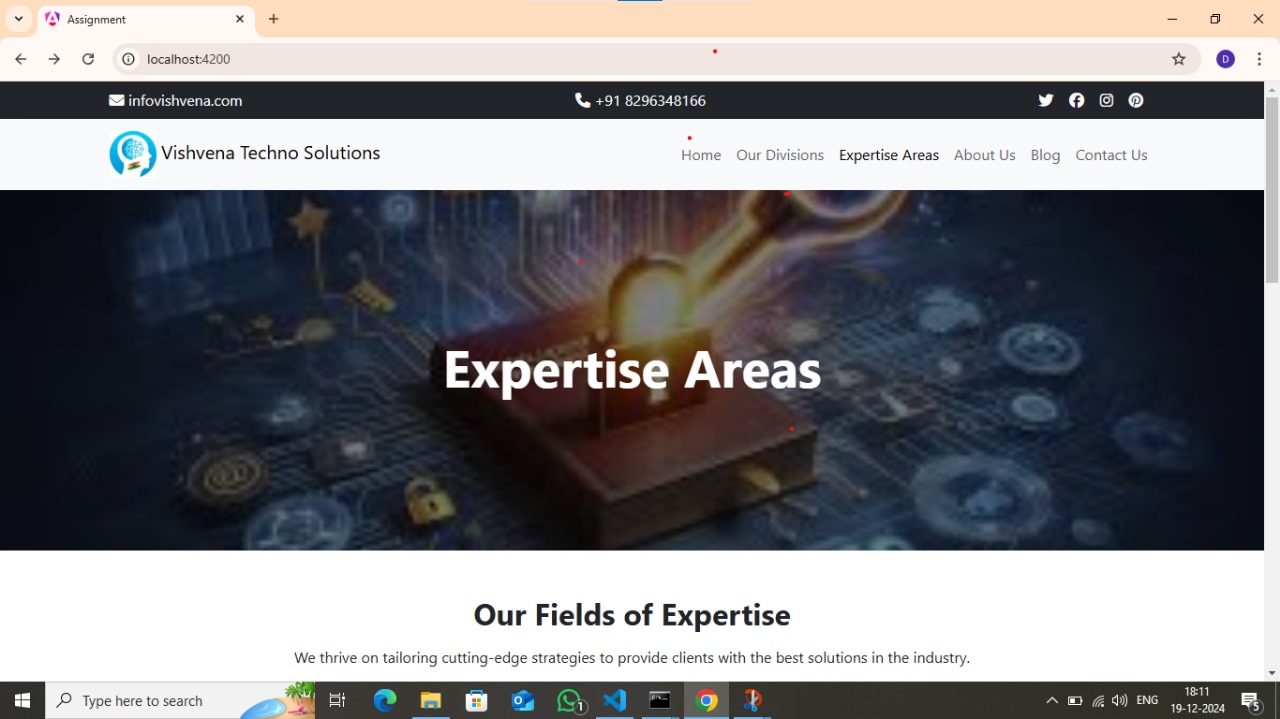 Assignment
localhost:4200
D
infovishvena.com
+91 8296348166
Vishvena Techno Solutions
Home Our Divisions Expertise Areas About Us Blog Contact Us
Expertise Areas
Our Fields of Expertise
We thrive on tailoring cutting-edge strategies to provide clients with the best solutions in the industry.
Type here to search
1
ENG
18:11
19-12-2024
5